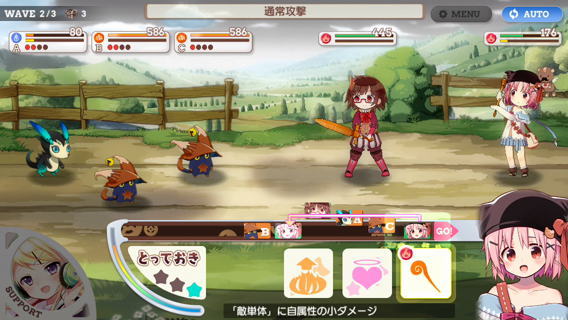 WAVE 2/3 3
通常攻撃
MENU
AUTO
A 80
B 586
C 586
445
176
B A C GO!
とっておき
SUPPORT
「敵単体」に自属性の小ダメージ